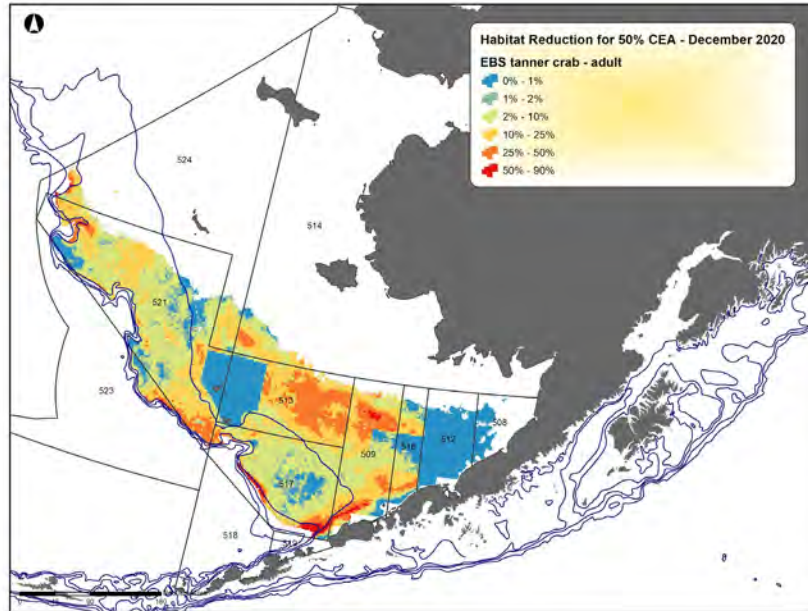 Habitat Reduction for 50% CEA - December 2020
EBS tanner crab - adult
0% - 1%
1% - 2%
2% - 10%
10% - 25%
25% - 50%
50% - 90%
524
514
521
523
513
508
512
516
509
517
518